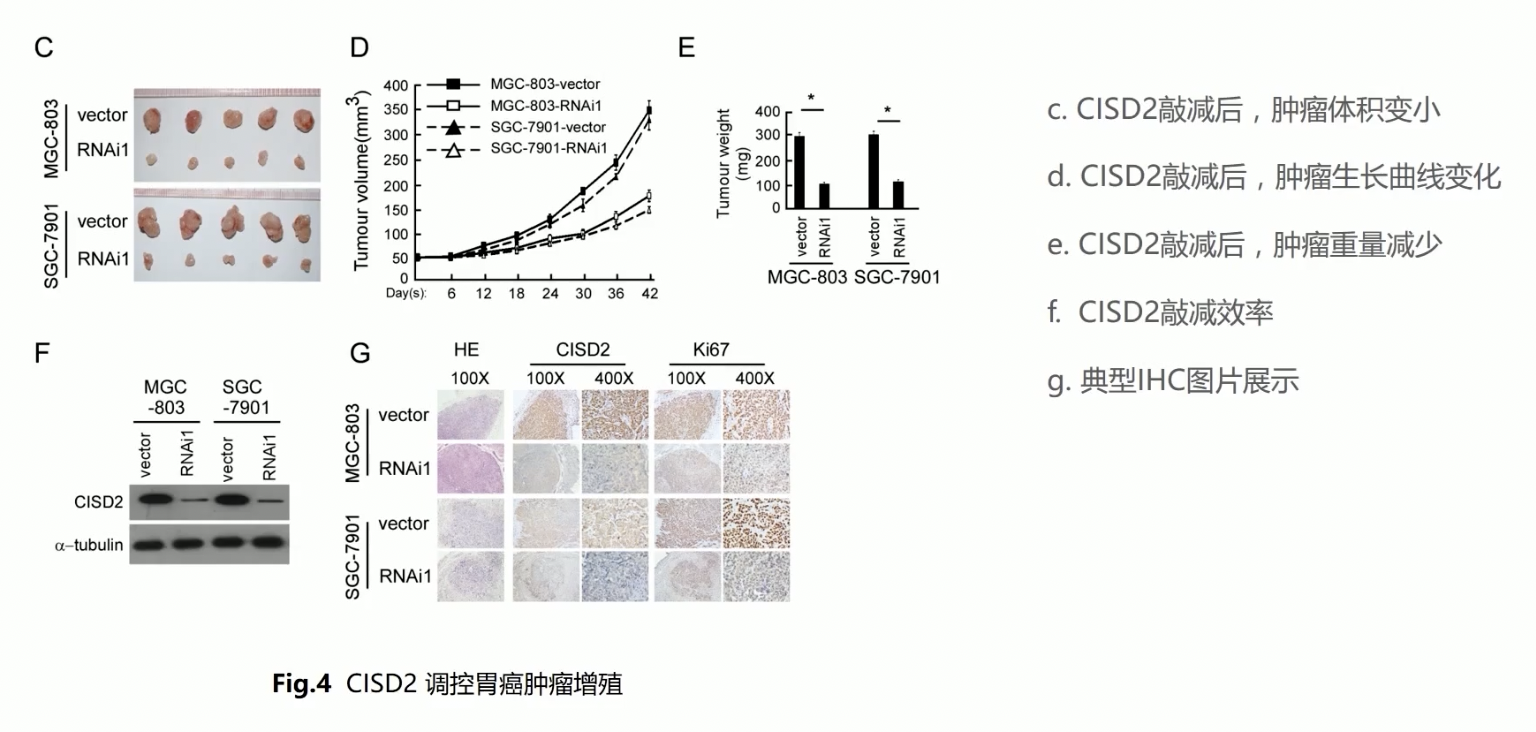 C
MGC-803
vector
RNAi1
SGC-7901
vector
RNAi1
D
Tumour volume(mm3)
400
350
300
250
200
150
100
50
0
Day(s): 6 12 18 24 30 36 42
MGC-803-vector
MGC-803-RNAi1
SGC-7901-vector
SGC-7901-RNAi1
E
Tumour weight
(mg)
400
300
200
100
0
* *
vector RNAi1 vector RNAi1
MGC-803 SGC-7901
c. CISD2敲减后，肿瘤体积变小
d. CISD2敲减后，肿瘤生长曲线变化
e. CISD2敲减后，肿瘤重量减少
f. CISD2敲减效率
g. 典型IHC图片展示
F
MGC SGC
-803 -7901
vector RNAi1 vector RNAi1
CISD2
α-tubulin
G
HE CISD2 Ki67
100X 100X 400X 100X 400X
MGC-803
vector
RNAi1
SGC-7901
vector
RNAi1
Fig.4 CISD2 调控胃癌肿瘤增殖